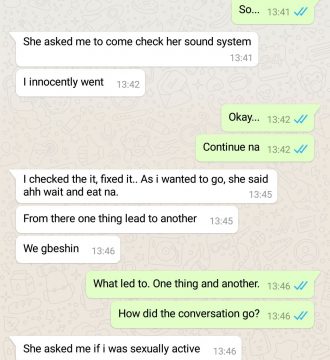 So... 13:41
She asked me to come check her sound system
13:41
I innocently went 13:42
Okay... 13:42
Continue na 13:42
I checked the it, fixed it.. As i wanted to go, she said
ahh wait and eat na. 13:45
From there one thing lead to another 13:45
We gbeshin 13:46
What led to. One thing and another. 13:46
How did the conversation go? 13:46
She asked me if i was sexually active 13:46